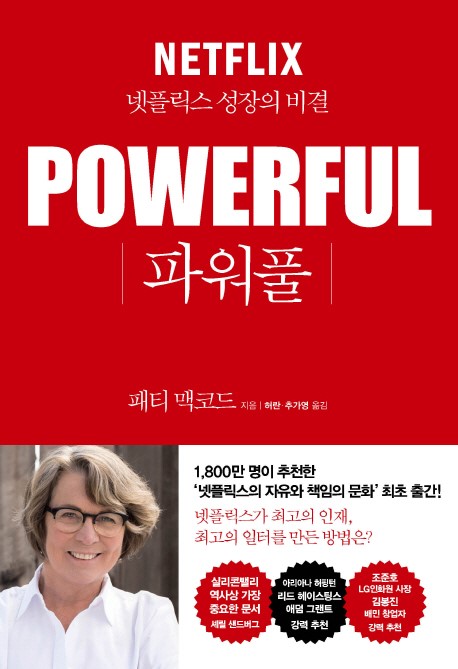 NETFLIX
넷플릭스 성장의 비결
POWERFUL
파워풀
패티 맥코드 지음 | 허란·추가영 옮김
1,800만 명이 추천한
‘넷플릭스의 자유와 책임의 문화’ 최초 출간!
넷플릭스가 최고의 인재,
최고의 일터를 만든 방법은?
실리콘밸리
역사상 가장
중요한 문서
셰릴 샌드버그
아리아나 허핑턴
리드 헤이스팅스
애덤 그랜트
강력 추천
조준호
LG인화원 사장
김봉진
배민 창업자
강력 추천